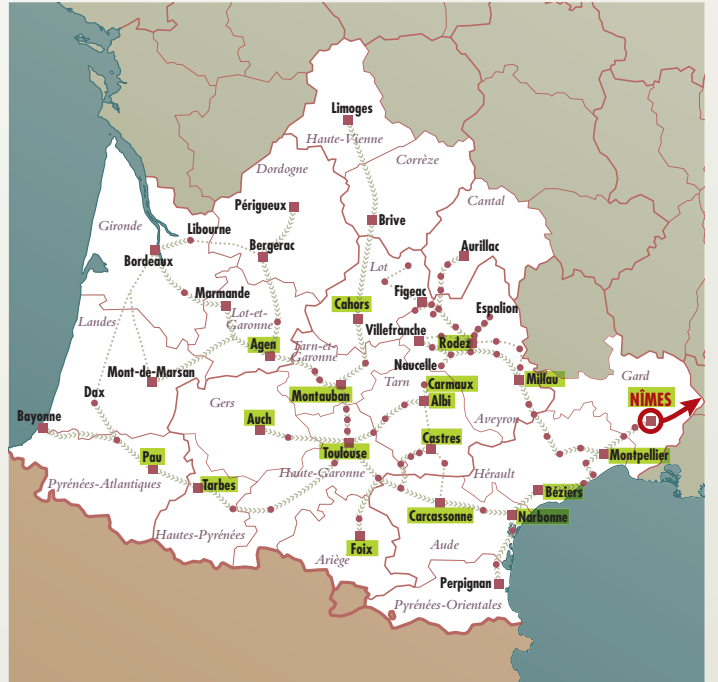 Limoges
Haute-Vienne
Corrèze
Dordogne
Cantal
Périgueux
Brive
Gironde
Libourne
Bergerac
Aurillac
Bordeaux
Lot
Marmande
Figeac
Cahors
Espalion
Landes
Lot-et-
Garonne
Villefranche
Agen
Rodez
Tarn-et-
Garonne
Naucelle
Mont-de-Marsan
Tarn
Carmaux
Millau
Gard
Dax
Montauban
Albi
NÎMES
Gers
Bayonne
Auch
Aveyron
Castres
Toulouse
Montpellier
Pau
Haute-Garonne
Hérault
Pyrénées-Atlantiques
Tarbes
Béziers
Carcassonne
Narbonne
Hautes-Pyrénées
Foix
Aude
Ariège
Perpignan
Pyrénées-Orientales